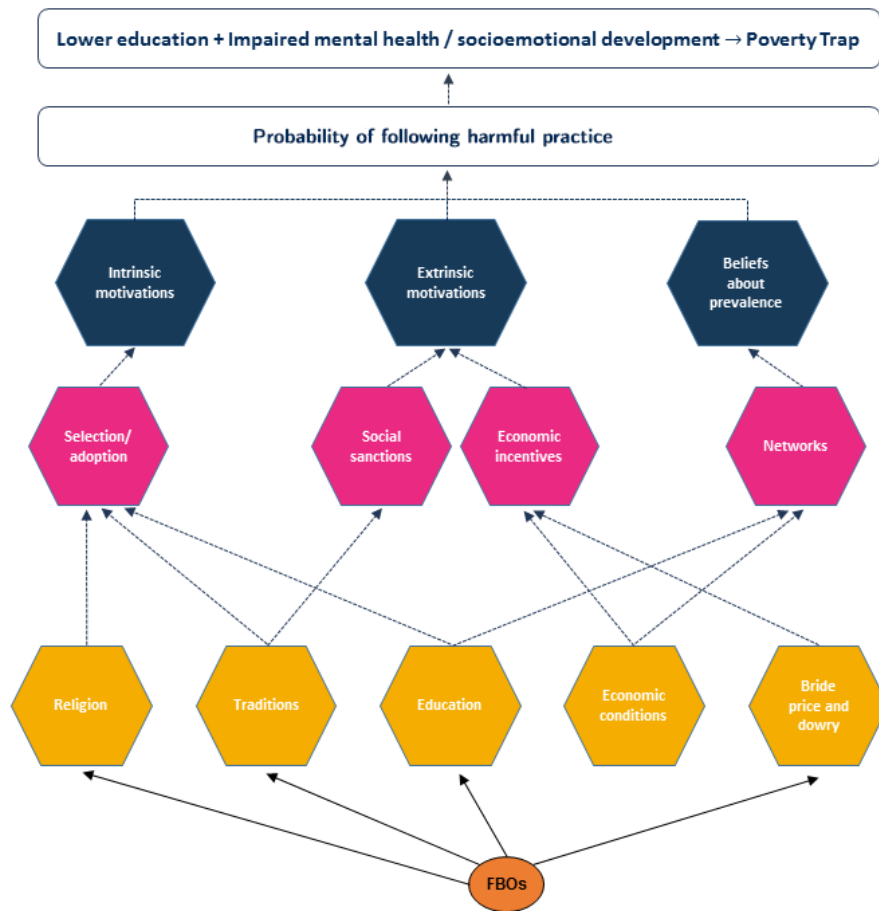 Lower education + Impaired mental health / socioemotional development → Poverty Trap
Probability of following harmful practice
Intrinsic
motivations
Extrinsic
motivations
Beliefs
about
prevalence
Selection/
adoption
Social
sanctions
Economic
incentives
Networks
Religion
Traditions
Education
Economic
conditions
Bride
price and
dowry
FBOs